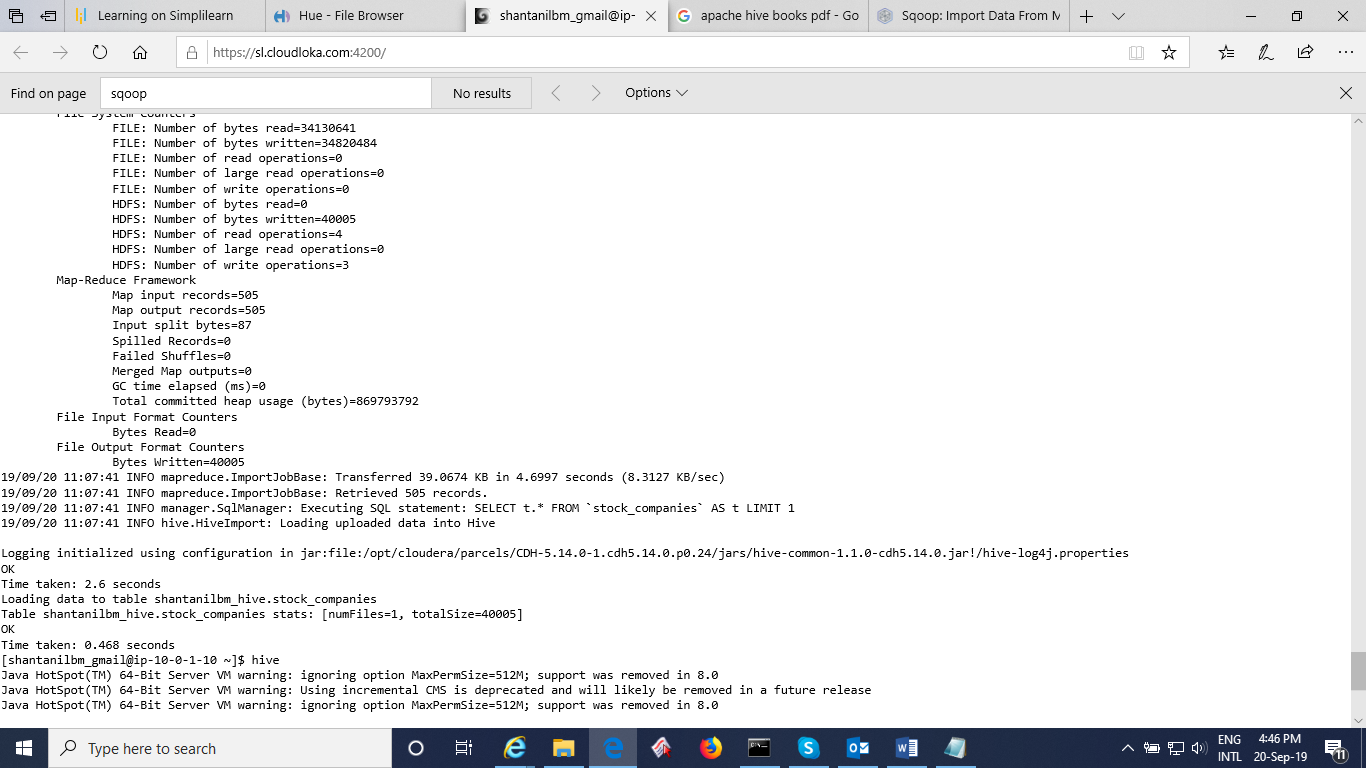 Learning on Simplilearn
Hue - File Browser
shantanilbm_gmail@ip-
apache hive books pdf - Go
Sqoop: Import Data From M
https://sl.cloudloka.com:4200/
Find on page
sqoop
No results
Options
File System Counters
FILE: Number of bytes read=34130641
FILE: Number of bytes written=34820484
FILE: Number of read operations=0
FILE: Number of large read operations=0
FILE: Number of write operations=0
HDFS: Number of bytes read=0
HDFS: Number of bytes written=40005
HDFS: Number of read operations=4
HDFS: Number of large read operations=0
HDFS: Number of write operations=3
Map-Reduce Framework
Map input records=505
Map output records=505
Input split bytes=87
Spilled Records=0
Failed Shuffles=0
Merged Map outputs=0
GC time elapsed (ms)=0
Total committed heap usage (bytes)=869793792
File Input Format Counters
Bytes Read=0
File Output Format Counters
Bytes Written=40005
19/09/20 11:07:41 INFO mapreduce.ImportJobBase: Transferred 39.0674 KB in 4.6997 seconds (8.3127 KB/sec)
19/09/20 11:07:41 INFO mapreduce.ImportJobBase: Retrieved 505 records.
19/09/20 11:07:41 INFO manager.SqlManager: Executing SQL statement: SELECT t.* FROM `stock_companies` AS t LIMIT 1
19/09/20 11:07:41 INFO hive.HiveImport: Loading uploaded data into Hive
Logging initialized using configuration in jar:file:/opt/cloudera/parcels/CDH-5.14.0-1.cdh5.14.0.p0.24/jars/hive-common-1.1.0-cdh5.14.0.jar!/hive-log4j.properties
OK
Time taken: 2.6 seconds
Loading data to table shantanilbm_hive.stock_companies
Table shantanilbm_hive.stock_companies stats: [numFiles=1, totalSize=40005]
OK
Time taken: 0.468 seconds
[shantanilbm_gmail@ip-10-0-1-10 ~]$ hive
Java HotSpot(TM) 64-Bit Server VM warning: ignoring option MaxPermSize=512M; support was removed in 8.0
Java HotSpot(TM) 64-Bit Server VM warning: Using incremental CMS is deprecated and will likely be removed in a future release
Java HotSpot(TM) 64-Bit Server VM warning: ignoring option MaxPermSize=512M; support was removed in 8.0
Type here to search
ENG
INTL
4:46 PM
20-Sep-19
11